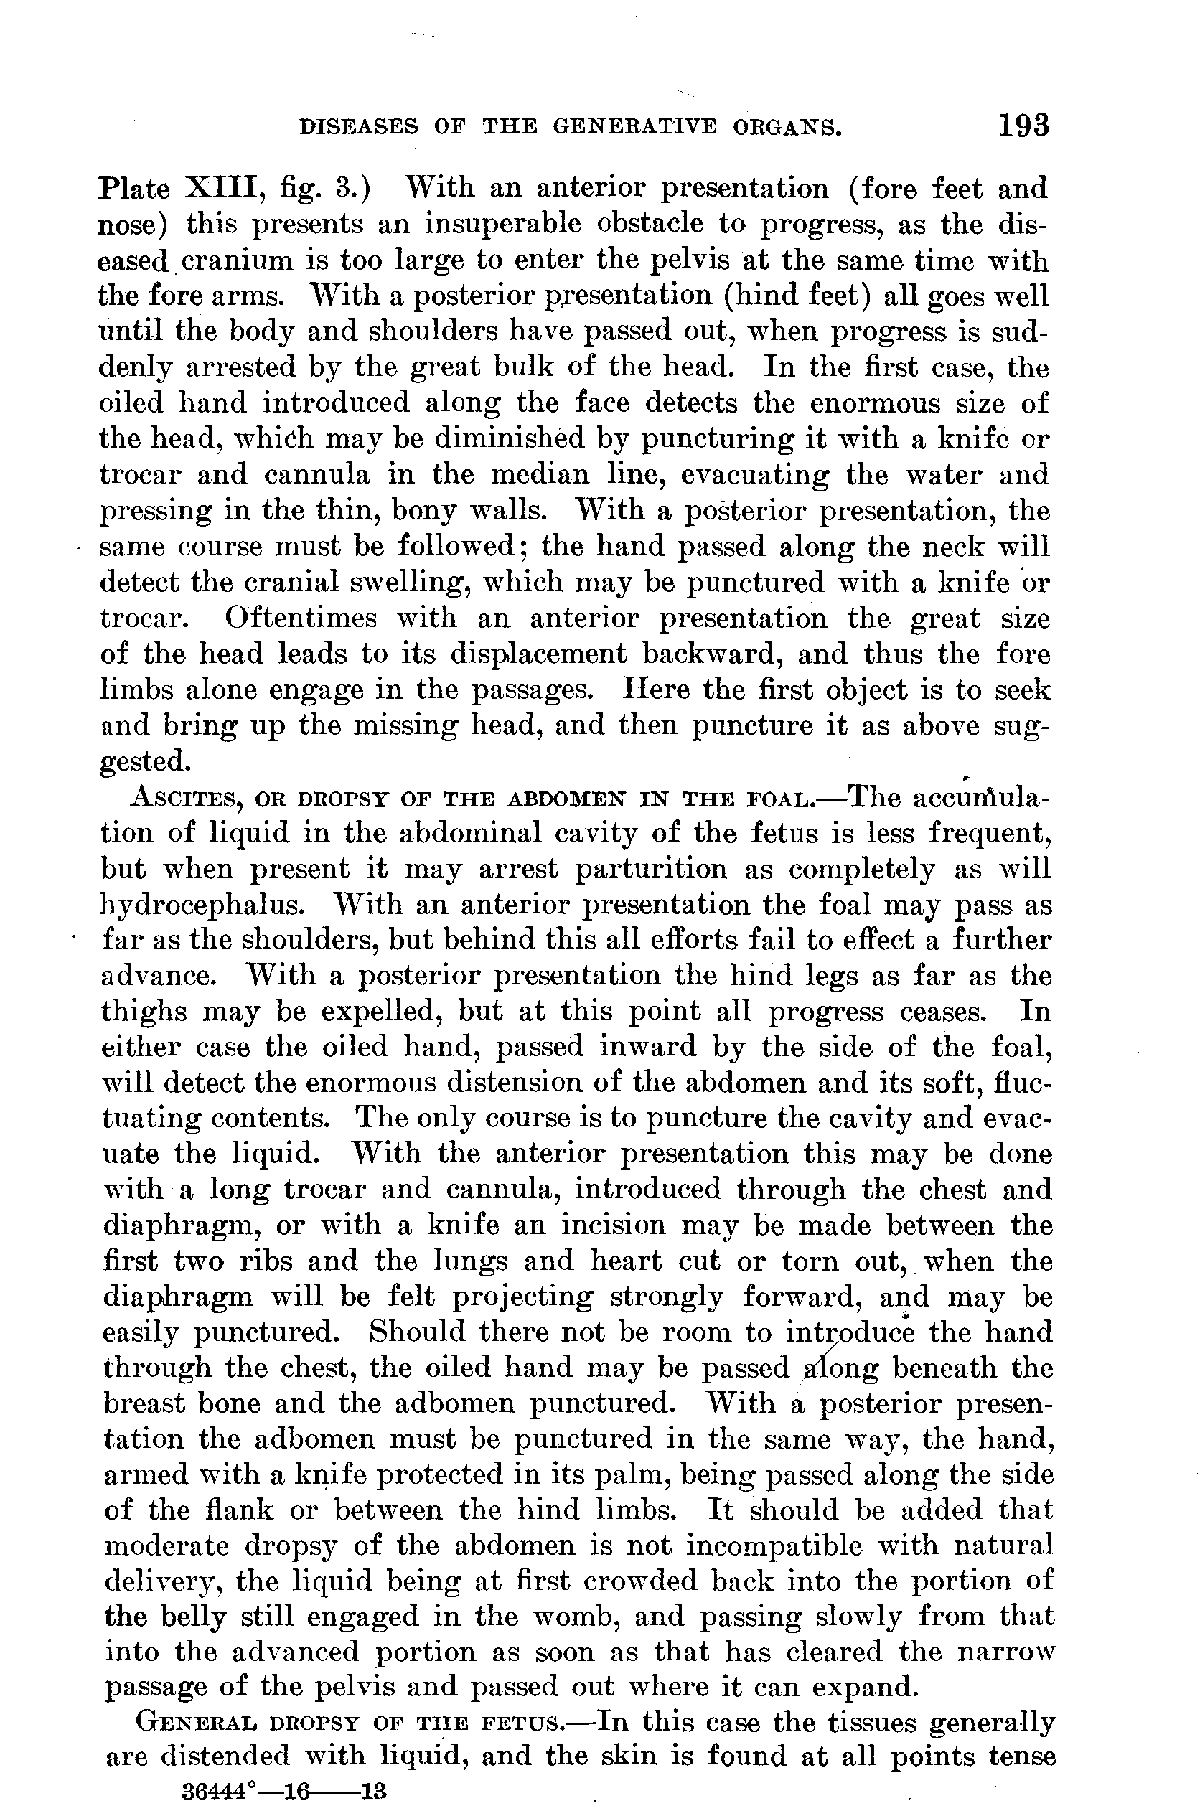 DISEASES OF THE GENERATIVE ORGANS. 193
Plate XIII, fig. 3.) With an anterior presentation (fore feet and
nose) this presents an insuperable obstacle to progress, as the dis-
eased cranium is too large to enter the pelvis at the same time with
the fore arms. With a posterior presentation (hind feet) all goes well
until the body and shoulders have passed out, when progress is sud-
denly arrested by the great bulk of the head. In the first case, the
oiled hand introduced along the face detects the enormous size of
the head, which may be diminished by puncturing it with a knife or
trocar and cannula in the median line, evacuating the water and
pressing in the thin, bony walls. With a posterior presentation, the
same course must be followed; the hand passed along the neck will
detect the cranial swelling, which may be punctured with a knife or
trocar. Oftentimes with an anterior presentation the great size
of the head leads to its displacement backward, and thus the fore
limbs alone engage in the passages. Here the first object is to seek
and bring up the missing head, and then puncture it as above sug-
gested.
ASCITES, OR DROPSY OF THE ABDOMEN IN THE FOAL.—The accumula-
tion of liquid in the abdominal cavity of the fetus is less frequent,
but when present it may arrest parturition as completely as will
hydrocephalus. With an anterior presentation the foal may pass as
far as the shoulders, but behind this all efforts fail to effect a further
advance. With a posterior presentation the hind legs as far as the
thighs may be expelled, but at this point all progress ceases. In
either case the oiled hand, passed inward by the side of the foal,
will detect the enormous distension of the abdomen and its soft, fluc-
tuating contents. The only course is to puncture the cavity and evac-
uate the liquid. With the anterior presentation this may be done
with a long trocar and cannula, introduced through the chest and
diaphragm, or with a knife an incision may be made between the
first two ribs and the lungs and heart cut or torn out, when the
diaphragm will be felt projecting strongly forward, and may be
easily punctured. Should there not be room to introduce the hand
through the chest, the oiled hand may be passed along beneath the
breast bone and the adbomen punctured. With a posterior presen-
tation the adbomen must be punctured in the same way, the hand,
armed with a knife protected in its palm, being passed along the side
of the flank or between the hind limbs. It should be added that
moderate dropsy of the abdomen is not incompatible with natural
delivery, the liquid being at first crowded back into the portion of
the belly still engaged in the womb, and passing slowly from that
into the advanced portion as soon as that has cleared the narrow
passage of the pelvis and passed out where it can expand.
GENERAL DROPSY OF THE FETUS.—In this case the tissues generally
are distended with liquid, and the skin is found at all points tense
36444°—16——13